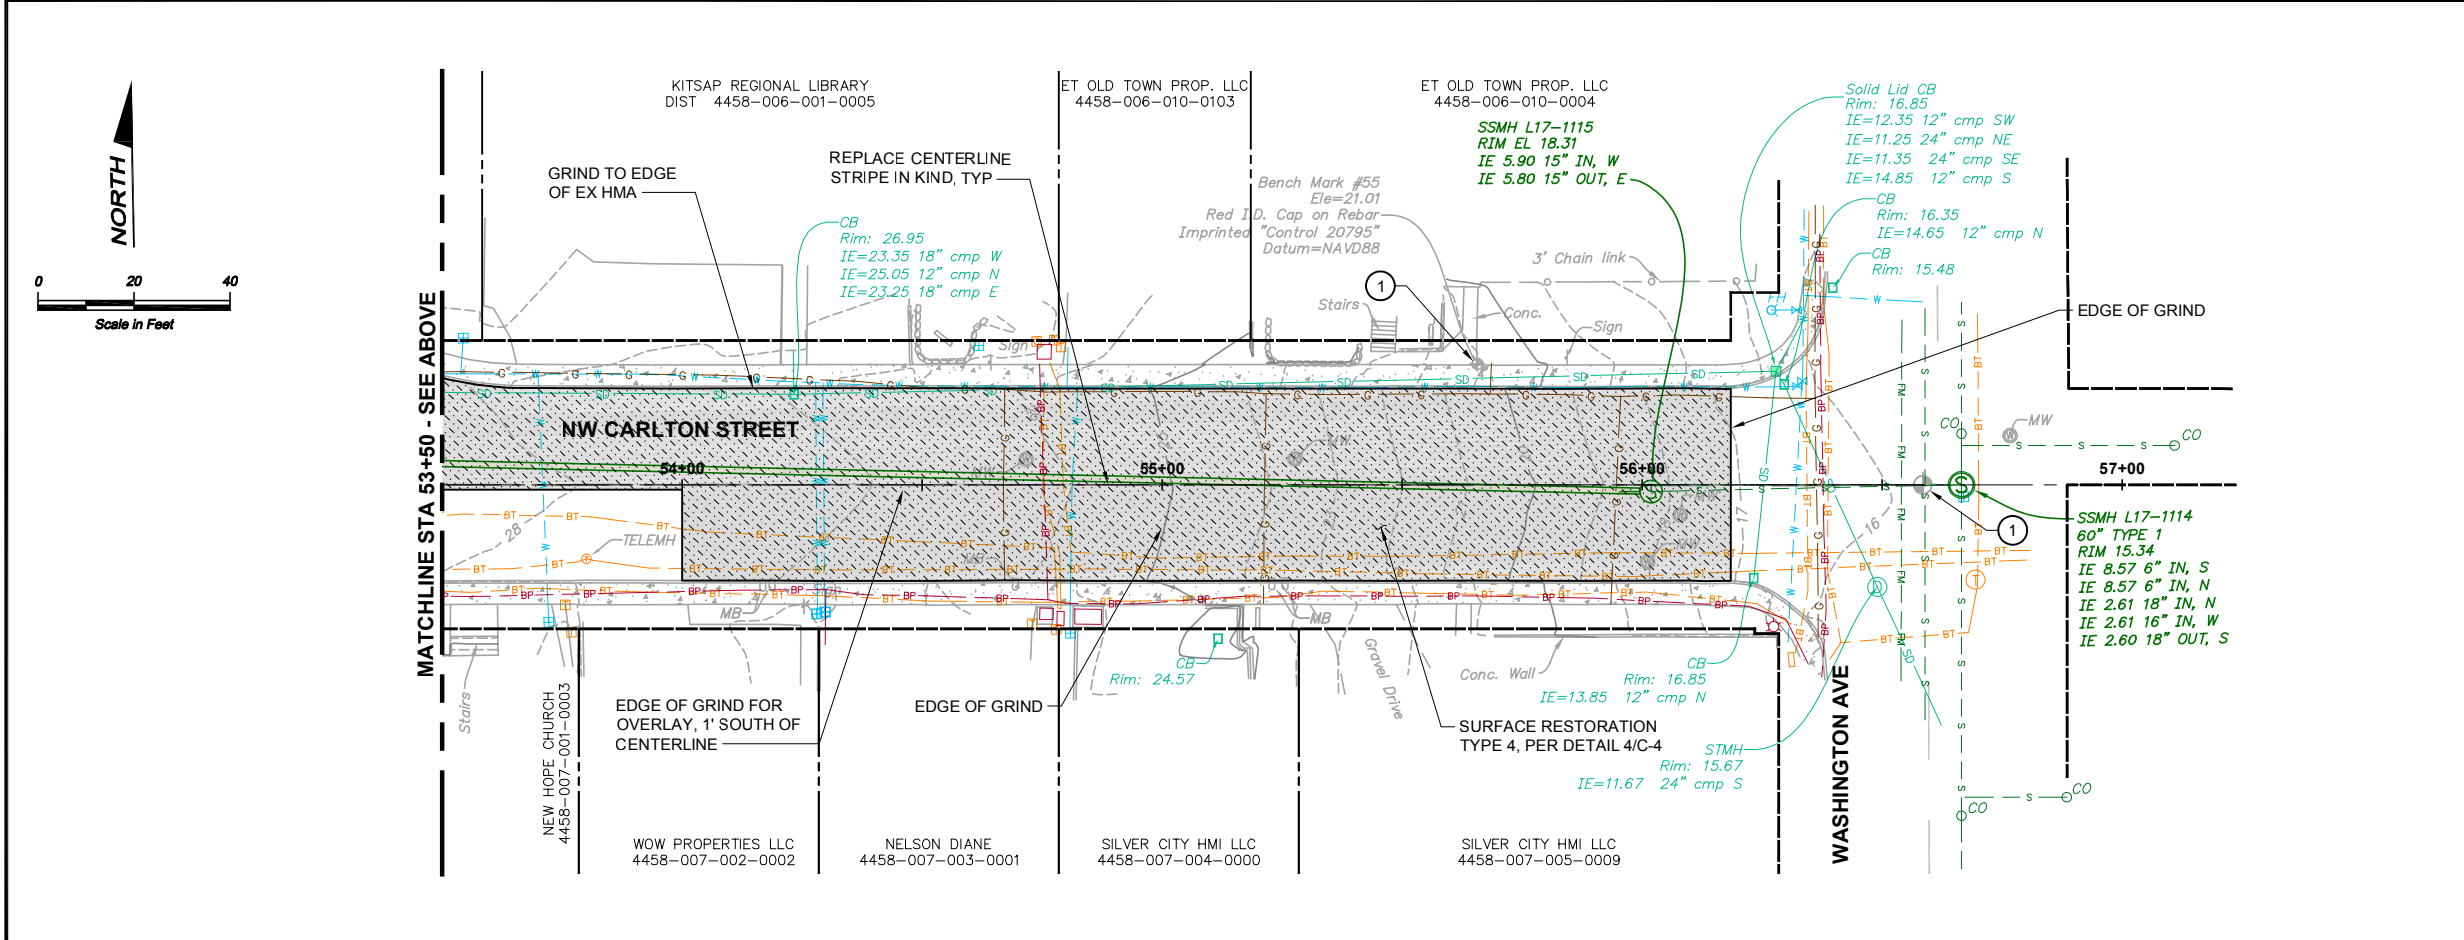 KITSAP REGIONAL LIBRARY
DIST 4458-006-001-0005
ET OLD TOWN PROP. LLC
4458-006-010-0103
ET OLD TOWN PROP. LLC
4458-006-010-0004
NORTH
0 20 40
Scale in Feet
MATCHLINE STA 53+50 - SEE ABOVE
GRIND TO EDGE
OF EX HMA
REPLACE CENTERLINE
STRIPE IN KIND, TYP
CB
Rim: 26.95
IE=23.35 18" cmp W
IE=25.05 12" cmp N
IE=23.25 18" cmp E
SSMH L17-1115
RIM EL 18.31
IE 5.90 15" IN, W
IE 5.80 15" OUT, E
Bench Mark #55
Ele=21.01
Red I.D. Cap on Rebar
Imprinted "Control 20795"
Datum=NAVD88
Solid Lid CB
Rim: 16.85
IE=12.35 12" cmp SW
IE=11.25 24" cmp NE
IE=11.35 24" cmp SE
IE=14.85 12" cmp S
CB
Rim: 16.35
IE=14.65 12" cmp N
CB
Rim: 15.48
3' Chain link
1
Stairs
Conc.
Sign
Sign
FH
EDGE OF GRIND
NW CARLTON STREET
54+00
55+00
56+00
57+00
MW
MW
MW
MW
CO
CO
28
17
16
TELEMH
MB
MB
MB
Sign
1
SSMH L17-1114
60" TYPE 1
RIM 15.34
IE 8.57 6" IN, S
IE 8.57 6" IN, N
IE 2.61 18" IN, N
IE 2.61 16" IN, W
IE 2.60 18" OUT, S
Stairs
CB
Rim: 24.57
Gravel Drive
Conc. Wall
CB
Rim: 16.85
IE=13.85 12" cmp N
EDGE OF GRIND FOR
OVERLAY, 1' SOUTH OF
CENTERLINE
EDGE OF GRIND
SURFACE RESTORATION
TYPE 4, PER DETAIL 4/C-4
STMH
Rim: 15.67
IE=11.67 24" cmp S
WASHINGTON AVE
CO
CO
NEW HOPE CHURCH
4458-007-001-0003
WOW PROPERTIES LLC
4458-007-002-0002
NELSON DIANE
4458-007-003-0001
SILVER CITY HMI LLC
4458-007-004-0000
SILVER CITY HMI LLC
4458-007-005-0009